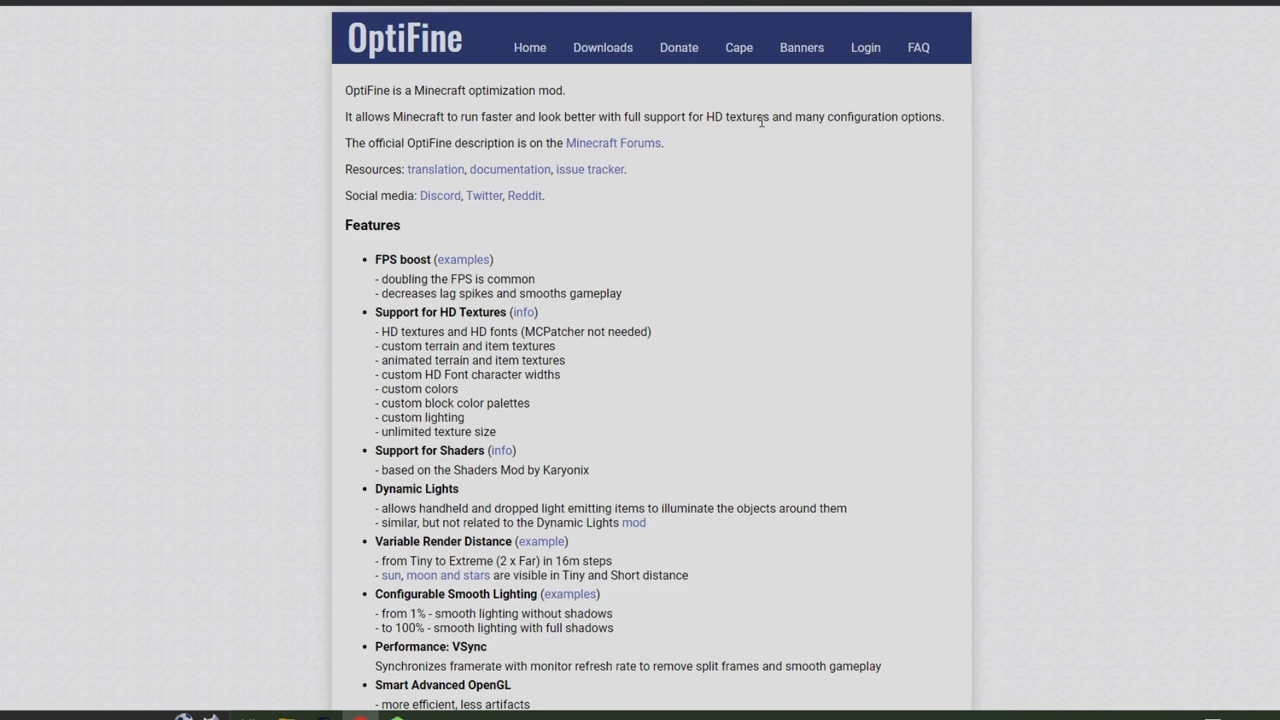 OptiFine
Home Downloads Donate Cape Banners Login FAQ
OptiFine is a Minecraft optimization mod.
It allows Minecraft to run faster and look better with full support for HD textures and many configuration options.
The official OptiFine description is on the Minecraft Forums.
Resources: translation, documentation, issue tracker.
Social media: Discord, Twitter, Reddit.
Features
• FPS boost (examples)
- doubling the FPS is common
- decreases lag spikes and smooths gameplay
• Support for HD Textures (info)
- HD textures and HD fonts (MCPatcher not needed)
- custom terrain and item textures
- animated terrain and item textures
- custom HD Font character widths
- custom colors
- custom block color palettes
- custom lighting
- unlimited texture size
• Support for Shaders (info)
- based on the Shaders Mod by Karyonix
• Dynamic Lights
- allows handheld and dropped light emitting items to illuminate the objects around them
- similar, but not related to the Dynamic Lights mod
• Variable Render Distance (example)
- from Tiny to Extreme (2 x Far) in 16m steps
- sun, moon and stars are visible in Tiny and Short distance
• Configurable Smooth Lighting (examples)
- from 1% - smooth lighting without shadows
- to 100% - smooth lighting with full shadows
• Performance: VSync
Synchronizes framerate with monitor refresh rate to remove split frames and smooth gameplay
• Smart Advanced OpenGL
- more efficient, less artifacts